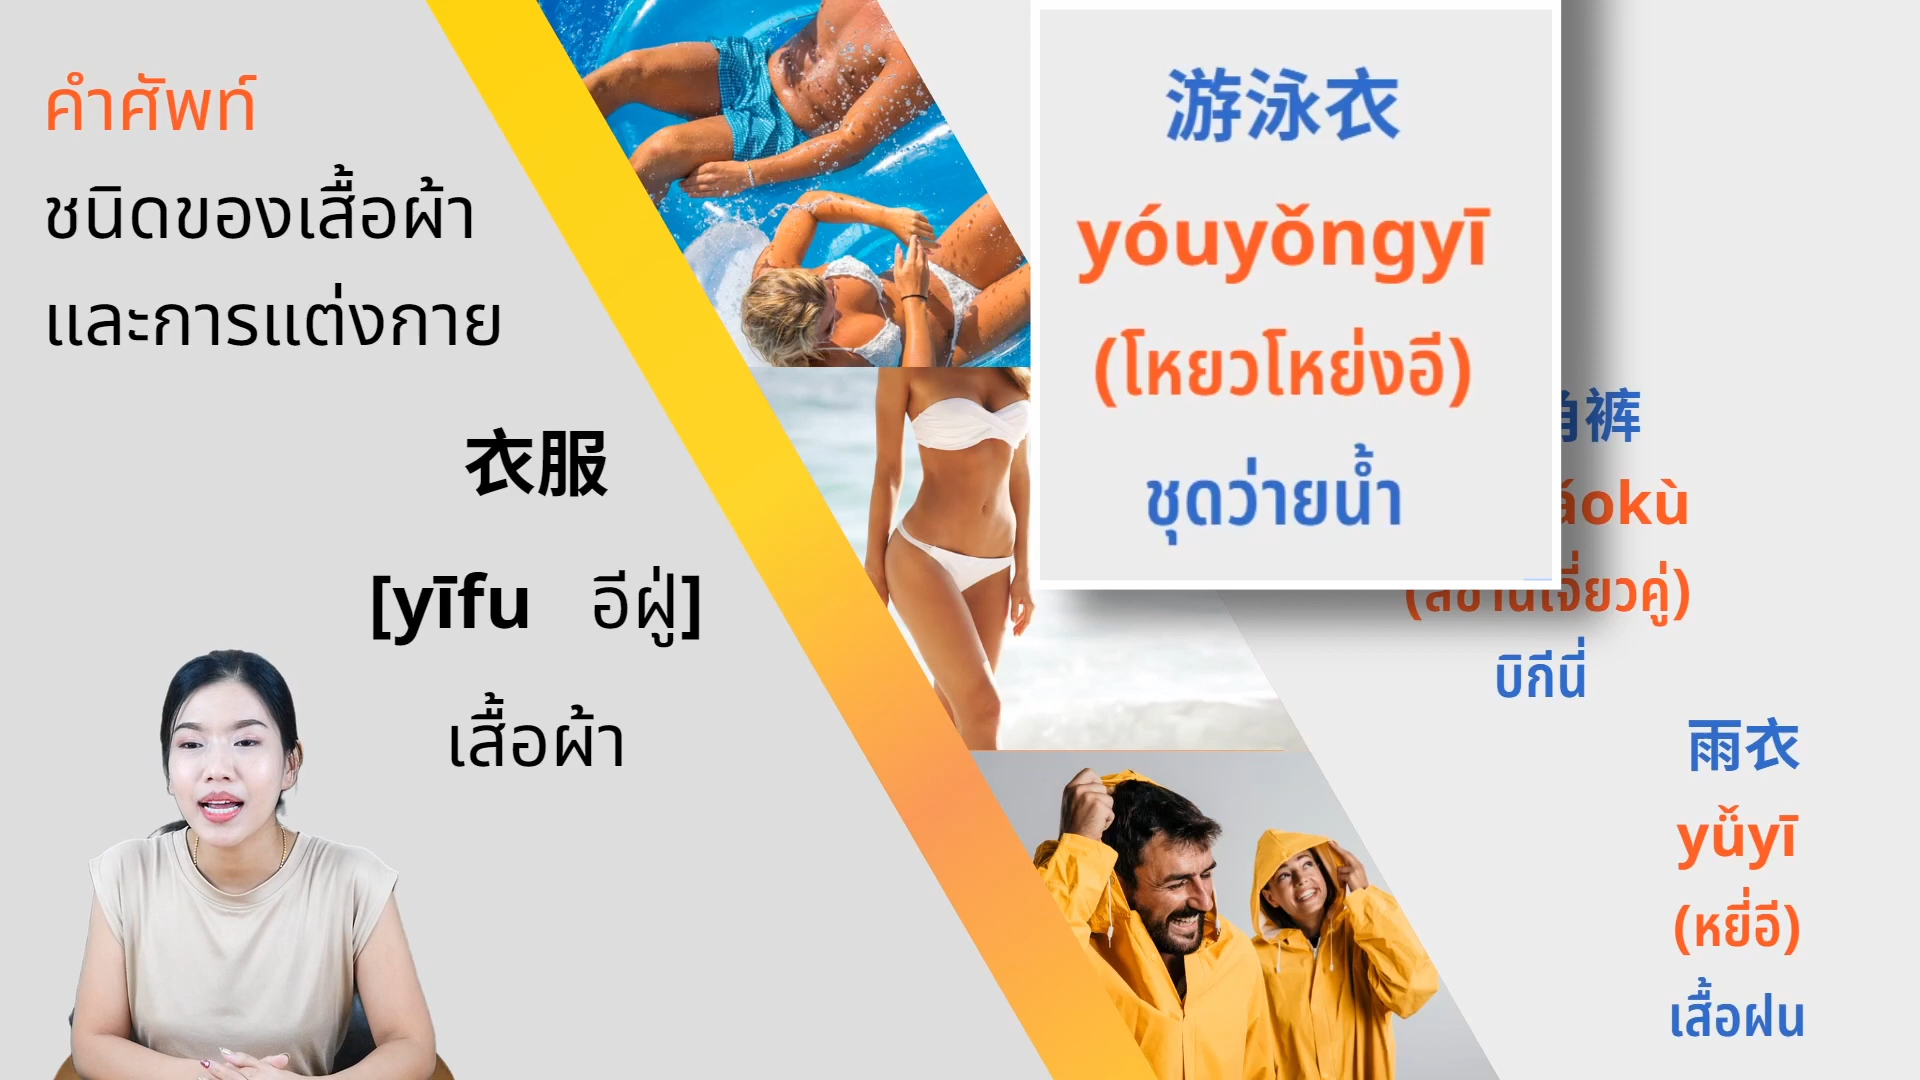 คำศัพท์
ชนิดของเสื้อผ้า
และการแต่งกาย
衣服
[yīfu อีฝุ่]
เสื้อผ้า
游泳衣
yóuyǒngyī
(โหยวโหย่งอี)
ชุดว่ายน้ำ
裤
áokù
บิกีนี่
雨衣
yǚyī
(หยี่อี)
เสื้อฝน